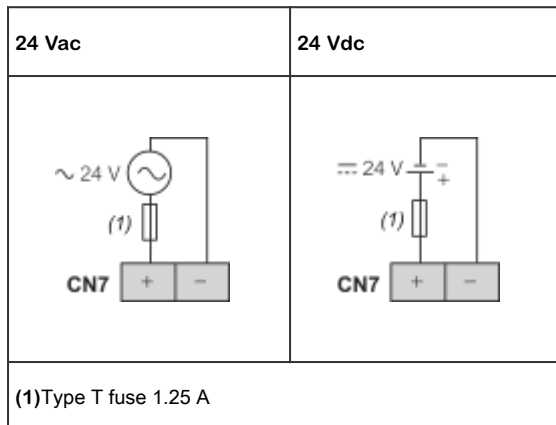 24 Vac
24 Vdc
~ 24 V
(1)
CN7 + −
⎓ 24 V − +
(1)
CN7 + −
(1)Type T fuse 1.25 A